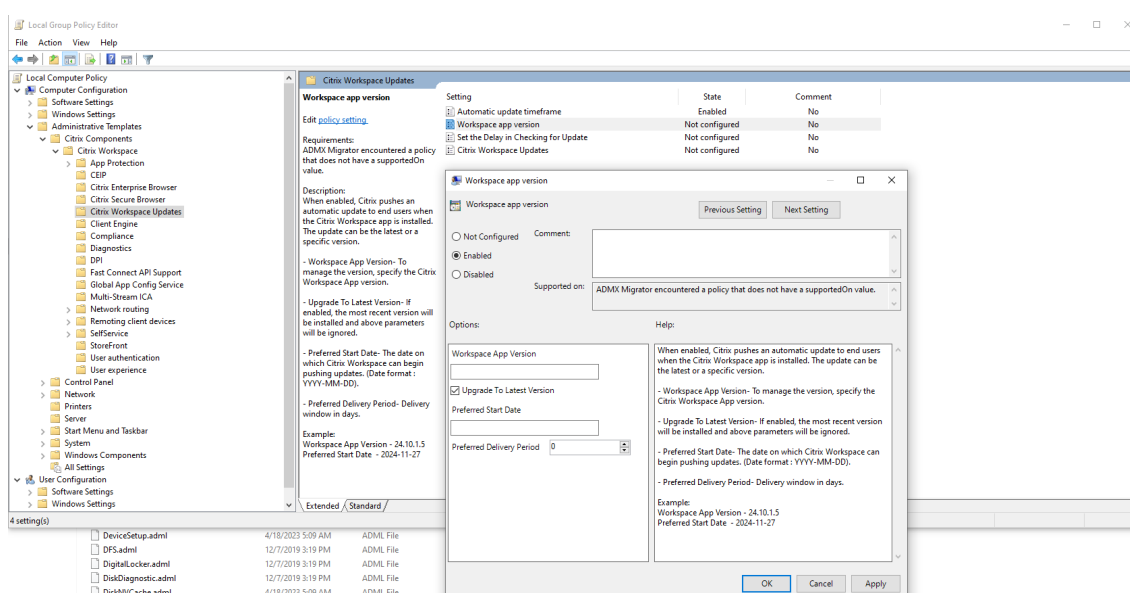 Local Group Policy Editor
File Action View Help
Local Computer Policy
Computer Configuration
Software Settings
Windows Settings
Administrative Templates
Citrix Components
Citrix Workspace
App Protection
CEIP
Citrix Enterprise Browser
Citrix Secure Browser
Citrix Workspace Updates
Client Engine
Compliance
Diagnostics
DPI
Fast Connect API Support
Global App Config Service
Multi-Stream ICA
Network routing
Remoting client devices
SelfService
StoreFront
User authentication
User experience
Control Panel
Network
Printers
Server
Start Menu and Taskbar
System
Windows Components
All Settings
User Configuration
Software Settings
Windows Settings
4 setting(s)
Citrix Workspace Updates
Workspace app version
Edit policy setting
Requirements:
ADMX Migrator encountered a policy
that does not have a supportedOn
value.
Description:
When enabled, Citrix pushes an
automatic update to end users when
the Citrix Workspace app is installed.
The update can be the latest or a
specific version.
- Workspace App Version- To
manage the version, specify the Citrix
Workspace App version.
- Upgrade To Latest Version- If
enabled, the most recent version will
be installed and above parameters
will be ignored.
- Preferred Start Date- The date on
which Citrix Workspace can begin
pushing updates. (Date format :
YYYY-MM-DD).
- Preferred Delivery Period- Delivery
window in days.
Example:
Workspace App Version - 24.10.1.5
Preferred Start Date - 2024-11-27
Setting State Comment
Automatic update timeframe Enabled No
Workspace app version Not configured No
Set the Delay in Checking for Update Not configured No
Citrix Workspace Updates Not configured No
Extended Standard
Workspace app version
Workspace app version
Previous Setting Next Setting
Not Configured
Enabled
Disabled
Comment:
Supported on:
ADMX Migrator encountered a policy that does not have a supportedOn value.
Options:
Help:
Workspace App Version
Upgrade To Latest Version
Preferred Start Date
Preferred Delivery Period 0
When enabled, Citrix pushes an automatic update to end users
when the Citrix Workspace app is installed. The update can be
the latest or a specific version.
- Workspace App Version- To manage the version, specify the
Citrix Workspace App version.
- Upgrade To Latest Version- If enabled, the most recent version
will be installed and above parameters will be ignored.
- Preferred Start Date- The date on which Citrix Workspace can
begin pushing updates. (Date format : YYYY-MM-DD).
- Preferred Delivery Period- Delivery window in days.
Example:
Workspace App Version - 24.10.1.5
Preferred Start Date - 2024-11-27
OK Cancel Apply
DeviceSetup.adml 4/18/2023 5:09 AM ADML File
DFS.adml 12/7/2019 3:19 PM ADML File
DigitalLocker.adml 12/7/2019 3:19 PM ADML File
DiskDiagnostic.adml 12/7/2019 3:19 PM ADML File
DiskNVCache.adml 4/18/2023 5:09 AM ADML File